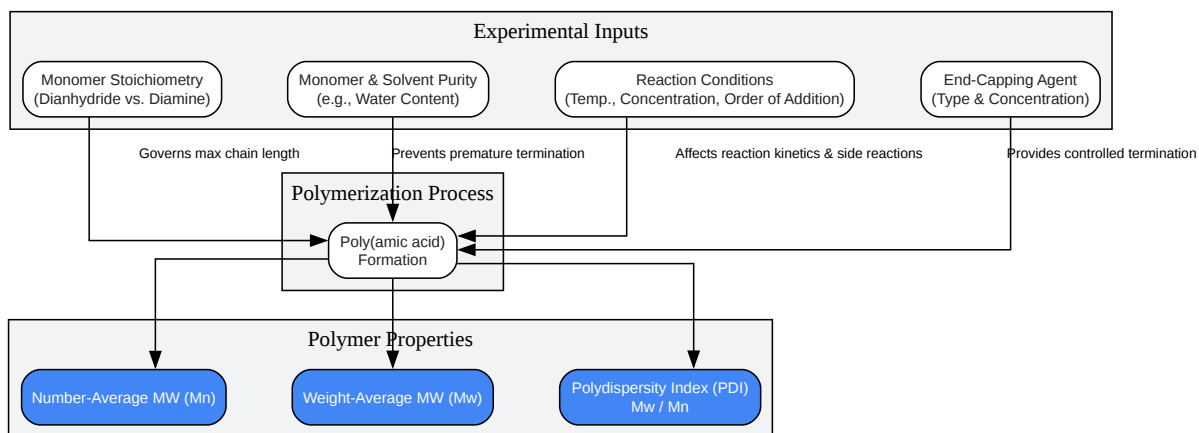 Experimental Inputs
Monomer Stoichiometry
(Dianhydride vs. Diamine)
Monomer & Solvent Purity
(e.g., Water Content)
Reaction Conditions
(Temp., Concentration, Order of Addition)
End-Capping Agent
(Type & Concentration)
Governs max chain length
Prevents premature termination
Affects reaction kinetics & side reactions
Provides controlled termination
Polymerization Process
Poly(amic acid)
Formation
Polymer Properties
Number-Average MW (Mn)
Weight-Average MW (Mw)
Polydispersity Index (PDI)
Mw / Mn